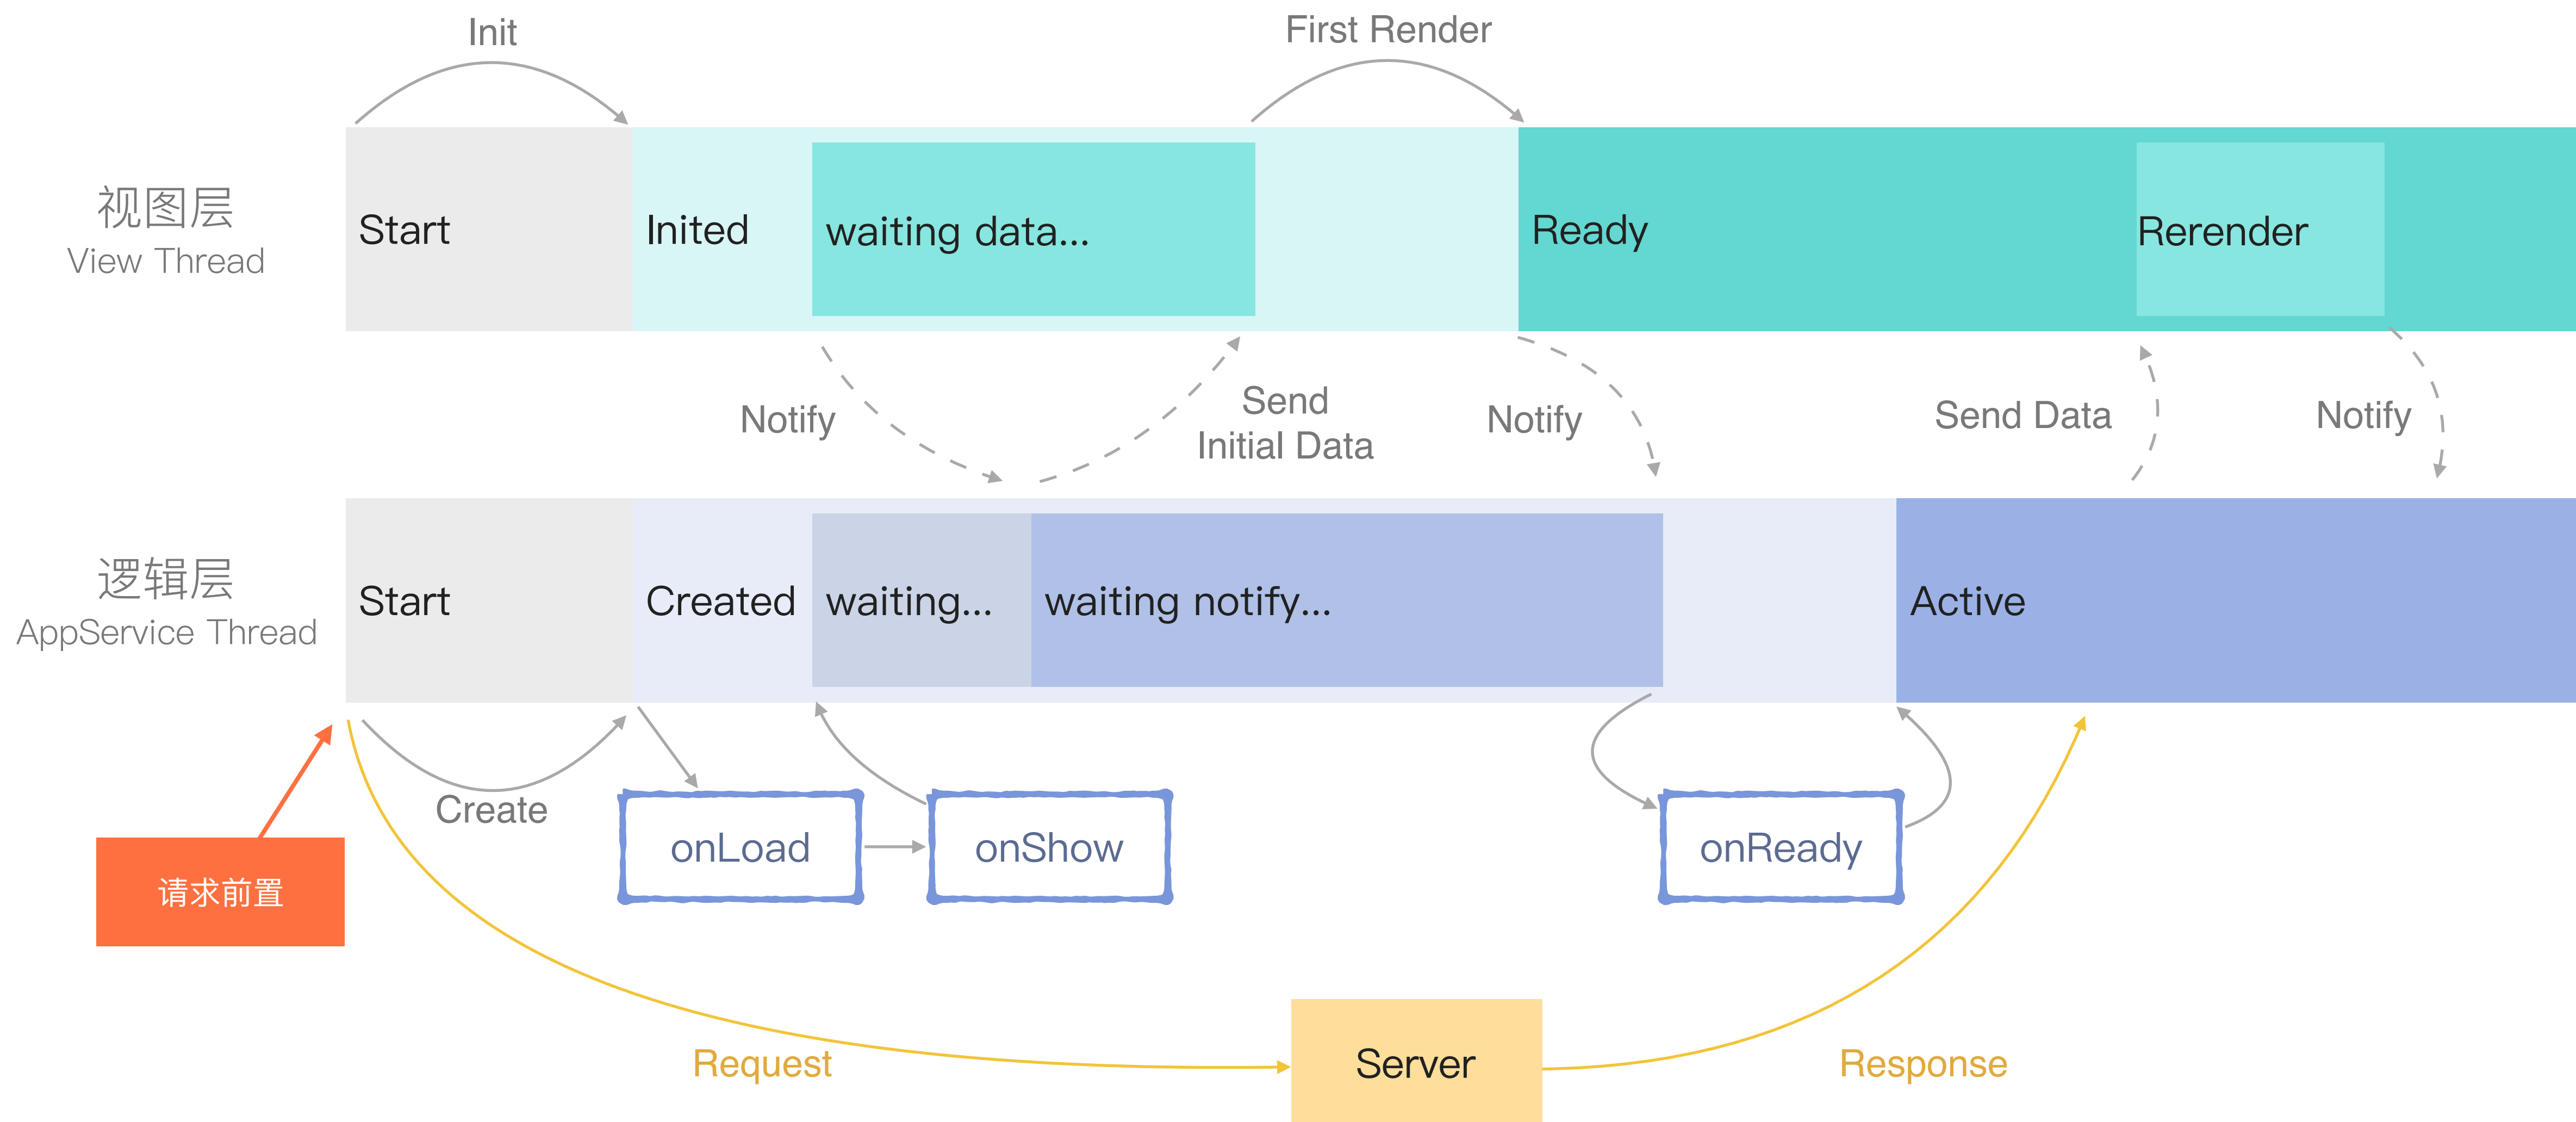 Init
First Render
视图层
View Thread
Start
Inited
waiting data...
Ready
Rerender
Notify
Send
Initial Data
Notify
Send Data
Notify
逻辑层
AppService Thread
Start
Created
waiting...
waiting notify...
Active
Create
onLoad
onShow
onReady
请求前置
Request
Server
Response